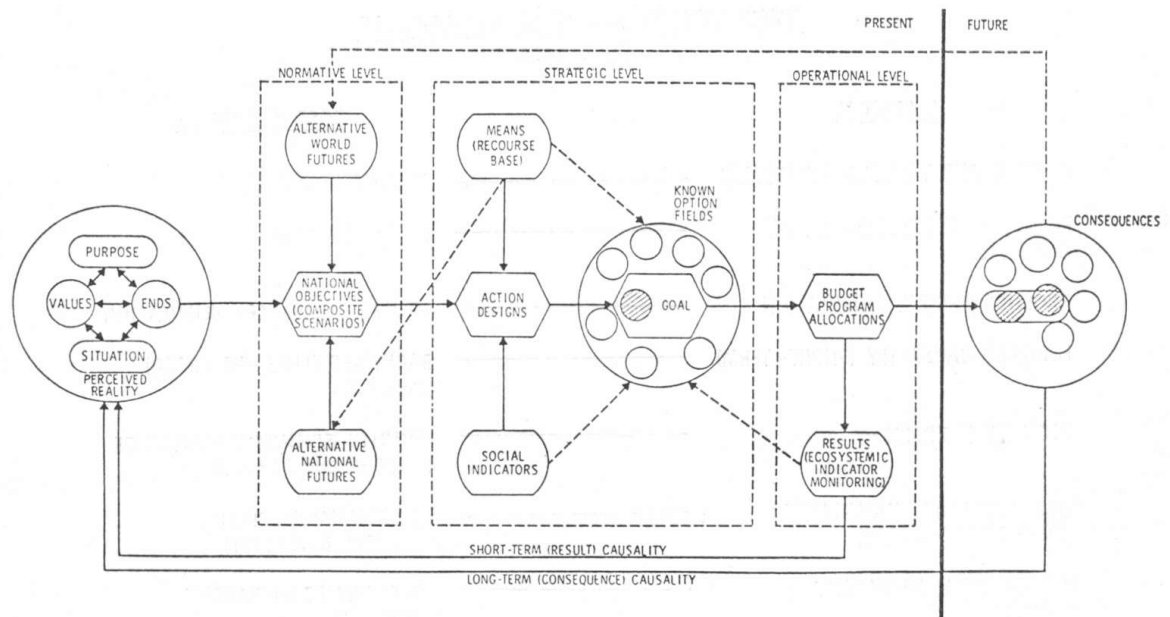 PRESENT
FUTURE
NORMATIVE LEVEL
STRATEGIC LEVEL
OPERATIONAL LEVEL
ALTERNATIVE
WORLD
FUTURES
MEANS
(RECOURSE
BASE)
KNOWN
OPTION
FIELDS
CONSEQUENCES
PURPOSE
VALUES
ENDS
SITUATION
PERCEIVED
REALITY
NATIONAL
OBJECTIVES
(COMPOSITE
SCENARIOS)
ACTION
DESIGNS
GOAL
BUDGET
PROGRAM
ALLOCATIONS
ALTERNATIVE
NATIONAL
FUTURES
SOCIAL
INDICATORS
RESULTS
(ECOSYSTEMIC
INDICATOR
MONITORING)
SHORT-TERM (RESULT) CAUSALITY
LONG-TERM (CONSEQUENCE) CAUSALITY